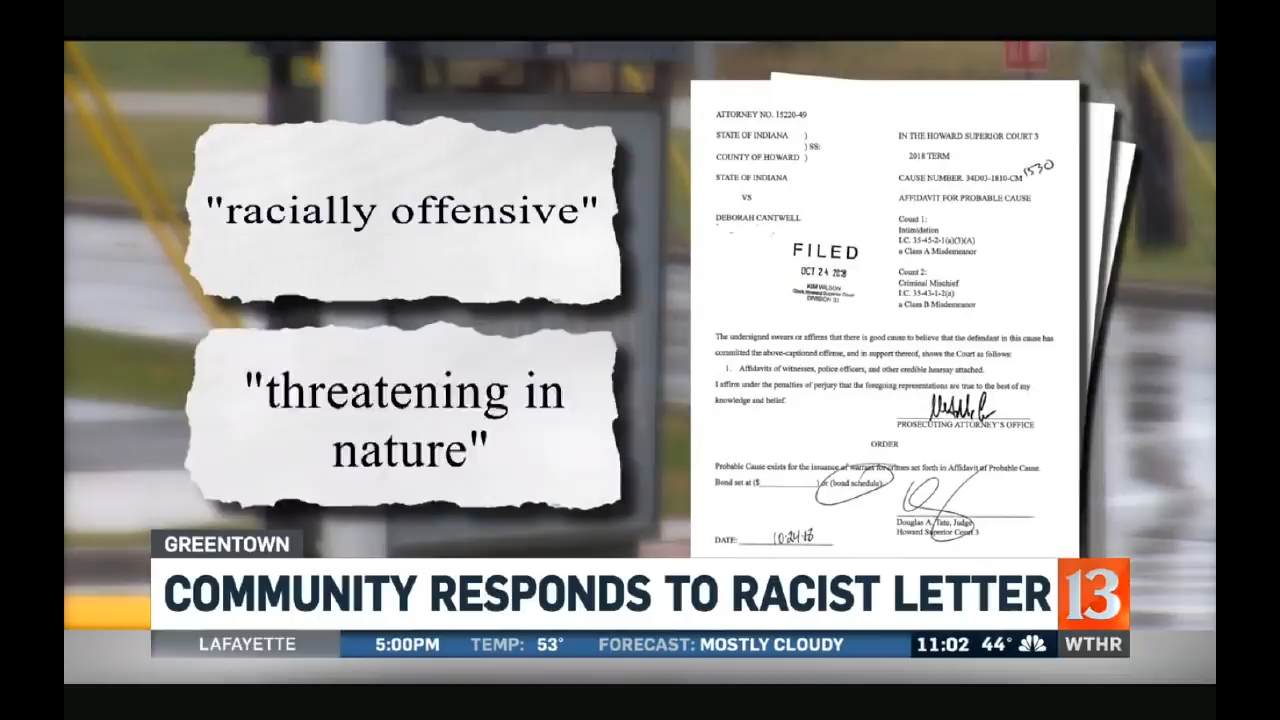 "racially offensive"
"threatening in
nature"
ATTORNEY NO. 15220-49
STATE OF INDIANA )
) SS:
COUNTY OF HOWARD )
STATE OF INDIANA
VS
DEBORAH CANTWELL
IN THE HOWARD SUPERIOR COURT 3
2018 TERM
CAUSE NUMBER. 34D03-1810-CM 1530
AFFIDAVIT FOR PROBABLE CAUSE
Count 1:
Intimidation
I.C. 35-45-2-1(a)(3)(A)
a Class A Misdemeanor
Count 2:
Criminal Mischief
I.C. 35-43-1-2(a)
a Class B Misdemeanor
FILED
OCT 24 2018
KIM WILSON
DIVISION
The undersigned swears or affirms that there is good cause to believe that the defendant in this cause has
committed the above-captioned offense, and in support thereof, shows the Court as follows:
1. Affidavits of witnesses, police officers, and other credible hearsay attached.
I affirm under the penalties of perjury that the foregoing representations are true to the best of my
knowledge and belief.
PROSECUTING ATTORNEY'S OFFICE
ORDER
Probable Cause exists for the issuance of warrant for crimes set forth in Affidavit of Probable Cause.
Bond set at ($ ) or (bond schedule).
Douglas A. Tate, Judge
Howard Superior Court 3
DATE: 10-24-18
GREENTOWN
COMMUNITY RESPONDS TO RACIST LETTER
13
LAFAYETTE 5:00PM TEMP: 53° FORECAST: MOSTLY CLOUDY 11:02 44° WTHR